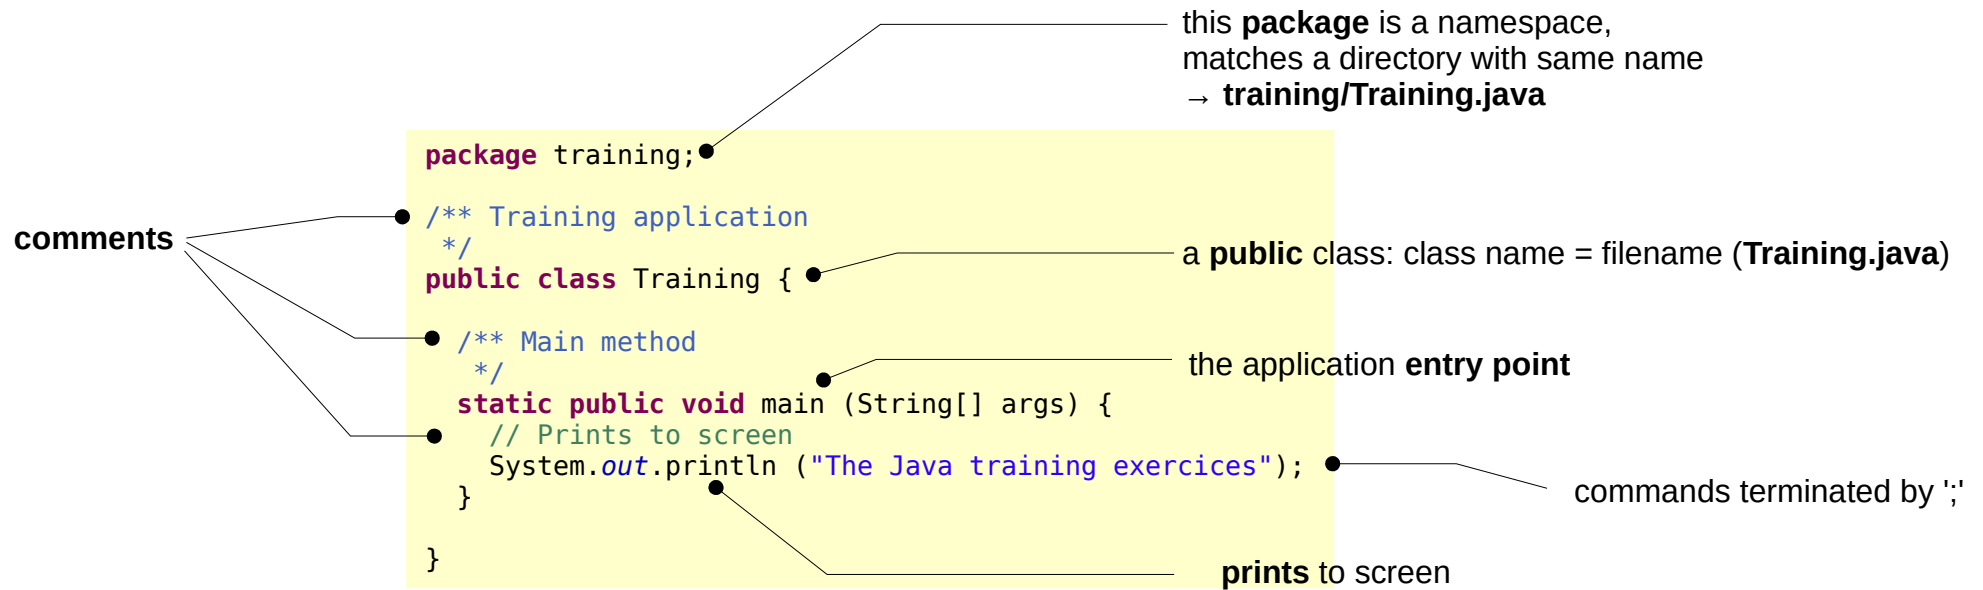 this package is a namespace,
matches a directory with same name
→ training/Training.java
package training;
/** Training application
*/
comments
a public class: class name = filename (Training.java)
public class Training {
/** Main method
*/
the application entry point
static public void main (String[] args) {
// Prints to screen
System.out.println ("The Java training exercices");
commands terminated by ';'
}
}
prints to screen